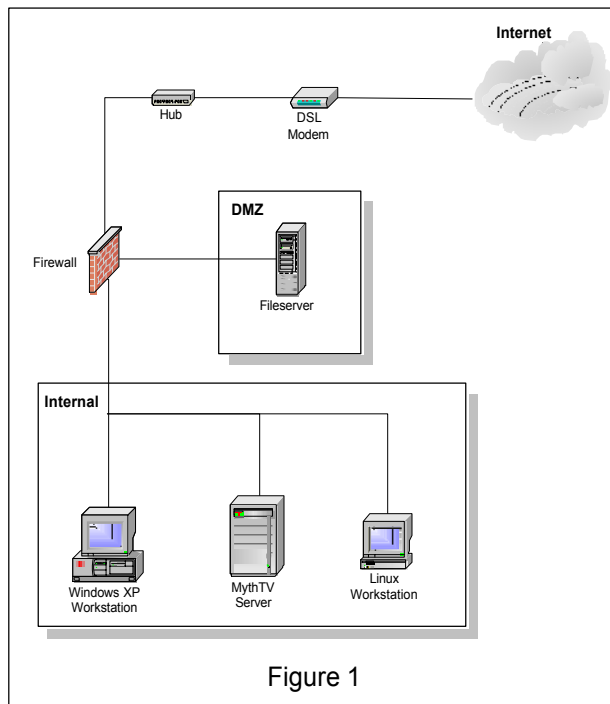 Internet
Hub
DSL
Modem
DMZ
Firewall
Fileserver
Internal
Windows XP
Workstation
MythTV
Server
Linux
Workstation
Figure 1